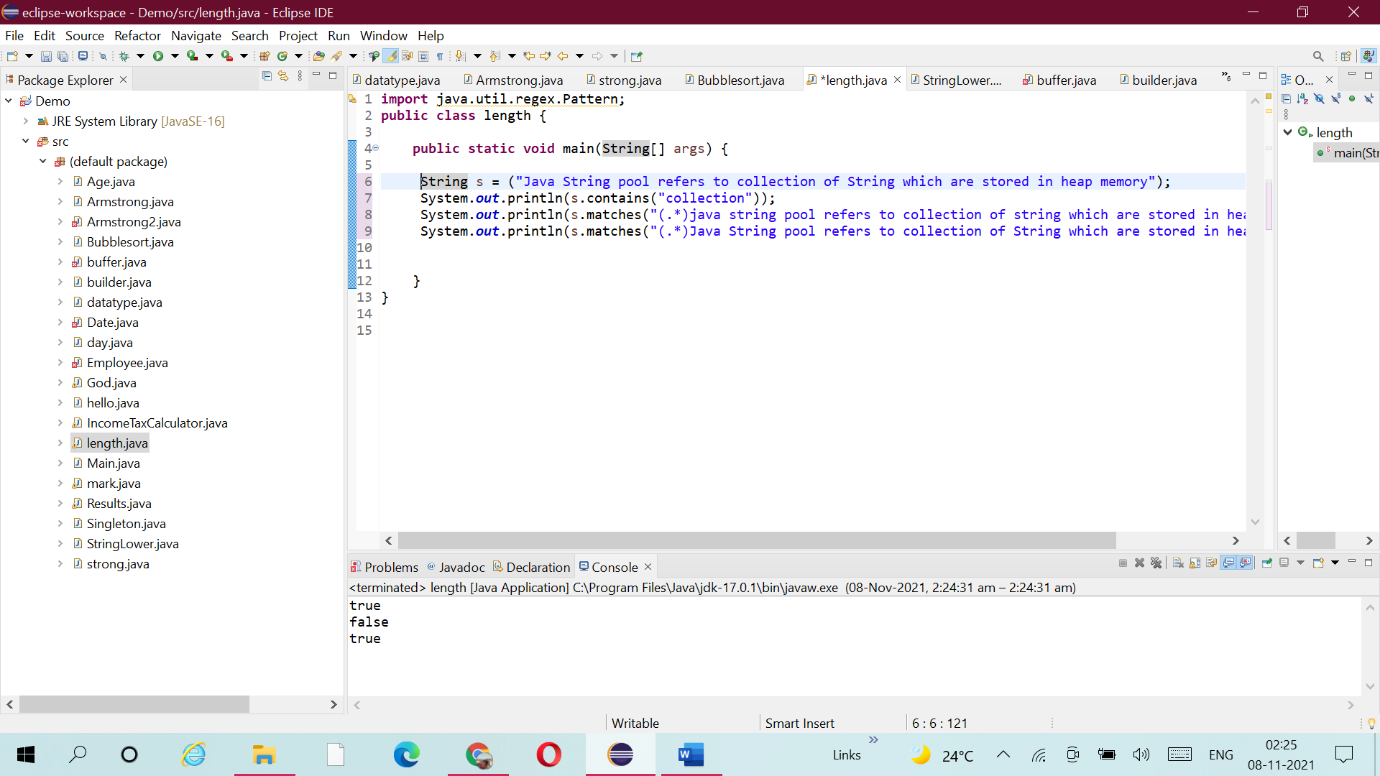 eclipse-workspace - Demo/src/length.java - Eclipse IDE
File Edit Source Refactor Navigate Search Project Run Window Help
Package Explorer
Demo
JRE System Library [JavaSE-16]
src
(default package)
Age.java
Armstrong.java
Armstrong2.java
Bubblesort.java
buffer.java
builder.java
datatype.java
Date.java
day.java
Employee.java
God.java
hello.java
IncomeTaxCalculator.java
length.java
Main.java
mark.java
Results.java
Singleton.java
StringLower.java
strong.java
datatype.java Armstrong.java strong.java Bubblesort.java *length.java StringLower.... buffer.java builder.java »6
1 import java.util.regex.Pattern;
2 public class length {
3
4 public static void main(String[] args) {
5
6 String s = ("Java String pool refers to collection of String which are stored in heap memory");
7 System.out.println(s.contains("collection"));
8 System.out.println(s.matches("(.*)java string pool refers to collection of string which are stored in hea
9 System.out.println(s.matches("(.*)Java String pool refers to collection of String which are stored in hea
10
11
12 }
13 }
14
15
O...
length
main(Str
Problems Javadoc Declaration Console
<terminated> length [Java Application] C:\Program Files\Java\jdk-17.0.1\bin\javaw.exe (08-Nov-2021, 2:24:31 am – 2:24:31 am)
true
false
true
Writable Smart Insert 6 : 6 : 121
Links » 24°C ENG 02:25
08-11-2021